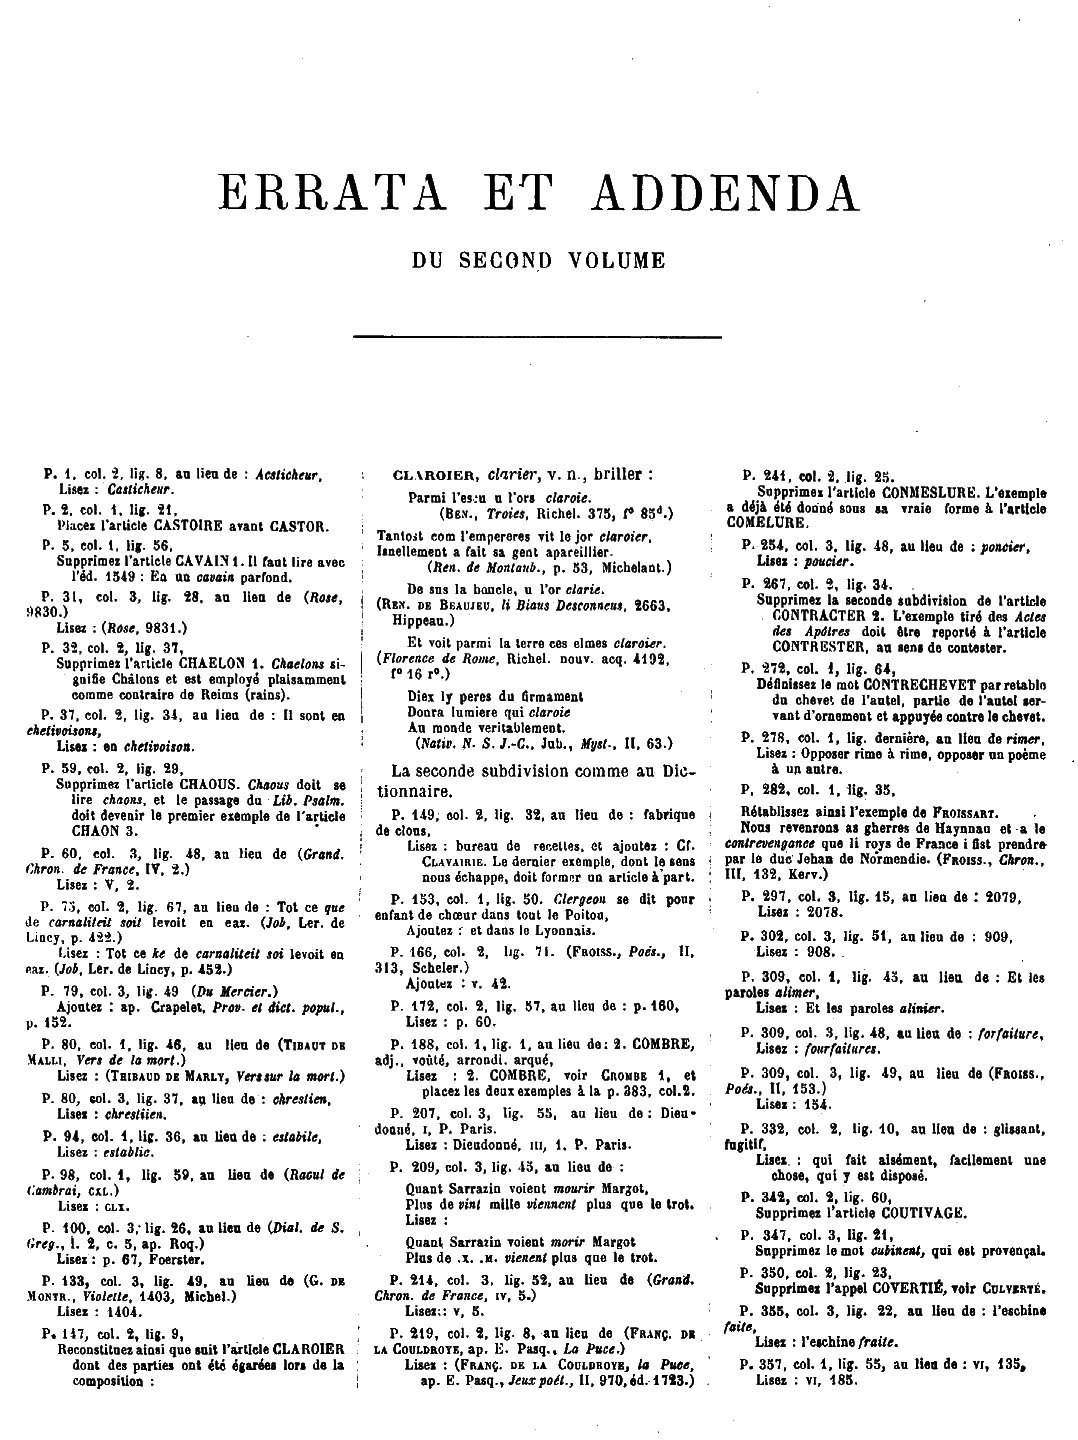 ERRATA ET ADDENDA
DU SECOND VOLUME
P. 1, col. 2, lig. 8, au lieu de : Acsticheur,
Lisez : Casticheur.
P. 2, col. 1, lig. 21,
Placez l'article CASTOIRE avant CASTOR.
P. 5, col. 1, lig. 56,
Supprimez l'article CAVAIN 1. Il faut lire avec
l'éd. 1549 : En un cavain parfond.
P. 31, col. 3, lig. 28, au lieu de (Rose,
9830.)
Lisez : (Rose, 9831.)
P. 32, col. 2, lig. 37,
Supprimez l'article CHAELON 1. Chaelons si-
gnifie Châlons et est employé plaisamment
comme contraire de Reims (rains).
P. 37, col. 2, lig. 34, au lieu de : Il sont en
chetivoisons,
Lisez : en chetivoison.
P. 59, col. 2, lig. 29,
Supprimez l'article CHAOUS. Chaous doit se
lire chaons, et le passage du Lib. Psalm.
doit devenir le premier exemple de l'article
CHAON 3.
P. 60, col. 3, lig. 48, au lieu de (Grand.
Chron. de France, IV, 2.)
Lisez : V, 2.
P. 73, col. 2, lig. 67, au lieu de : Tot ce que
de carnaliteit soit levoit en eaz. (Job, Ler. de
Lincy, p. 422.)
Lisez : Tot ce ke de carnaliteit soi levoit en
eaz. (Job, Ler. de Lincy, p. 452.)
P. 79, col. 3, lig. 49 (Du Mercier.)
Ajoutez : ap. Crapelet, Prov. et dict. popul.,
p. 152.
P. 80, col. 1, lig. 46, au lieu de (TIBAUT DE
MALLI, Vers de la mort.)
Lisez : (THIBAUD DE MARLY, Vers sur la mort.)
P. 80, col. 3, lig. 37, au lieu de : chrestien,
Lisez : chrestiien.
P. 94, col. 1, lig. 36, au lieu de : estabile,
Lisez : establic.
P. 98, col. 1, lig. 59, au lieu de (Raoul de
Cambrai, CXL.)
Lisez : CLX.
P. 100, col. 3, lig. 26, au lieu de (Dial. de S.
Greg., l. 2, c. 5, ap. Roq.)
Lisez : p. 67, Foerster.
P. 133, col. 3, lig. 49, au lieu de (G. DE
MONTR., Violette, 1403, Michel.)
Lisez : 1404.
P. 147, col. 2, lig. 9,
Reconstituez ainsi que suit l'article CLAROIER
dont des parties ont été égarées lors de la
composition :
CLAROIER, clarier, v. n., briller :
Parmi l'escu u l'ors claroie.
(BEN., Troies, Richel. 375, f° 85d.)
Tantost com l'empereres vit le jor claroier,
Isnellement a fait sa gent apareillier.
(Ren. de Montaub., p. 53, Michelant.)
De sus la boucle, u l'or clarie.
(REN. DE BEAUJEU, li Biaus Desconneus, 2663,
Hippeau.)
Et voit parmi la terre ces elmes claroier.
(Florence de Rome, Richel. nouv. acq. 4192,
f° 16 r°.)
Diex ly peres du firmament
Donra lumiere qui claroie
Au monde veritablement.
(Nativ. N. S. J.-C., Jub., Myst., II, 63.)
La seconde subdivision comme au Dic-
tionnaire.
P. 149, col. 2, lig. 32, au lieu de : fabrique
de clous,
Lisez : bureau de recettes, et ajoutez : Cf.
CLAVAIRIE. Le dernier exemple, dont le sens
nous échappe, doit former un article à part.
P. 153, col. 1, lig. 50. Clergeon se dit pour
enfant de chœur dans tout le Poitou,
Ajoutez : et dans le Lyonnais.
P. 166, col. 2, lig. 71. (FROISS., Poés., II,
313, Scheler.)
Ajoutez : v. 42.
P. 172, col. 2, lig. 57, au lieu de : p. 160,
Lisez : p. 60.
P. 188, col. 1, lig. 1, au lieu de : 2. COMBRE,
adj., voûté, arrondi, arqué,
Lisez : 2. COMBRE, voir CROMBE 1, et
placez les deux exemples à la p. 383, col. 2.
P. 207, col. 3, lig. 55, au lieu de : Dieu-
donné, I, P. Paris.
Lisez : Dieudonné, III, 1, P. Paris.
P. 209, col. 3, lig. 45, au lieu de :
Quant Sarrazin voient mourir Margot,
Plus de vint mille viennent plus que le trot.
Lisez :
Quant Sarrazin voient morir Margot
Plus de .X. .M. vienent plus que le trot.
P. 214, col. 3, lig. 52, au lieu de (Grand.
Chron. de France, IV, 5.)
Lisez : : V, 5.
P. 219, col. 2, lig. 8, au lieu de (FRANÇ. DE
LA COULDROYE, ap. E. Pasq., La Puce.)
Lisez : (FRANÇ. DE LA COULDROYE, la Puce,
ap. E. Pasq., Jeux poét., II, 970, éd. 1723.)
P. 241, col. 2, lig. 25.
Supprimez l'article CONMESLURE. L'exemple
a déjà été donné sous sa vraie forme à l'article
COMELURE.
P. 254, col. 3, lig. 48, au lieu de : poncier,
Lisez : poucier.
P. 267, col. 2, lig. 34.
Supprimez la seconde subdivision de l'article
CONTRACTER 2. L'exemple tiré des Actes
des Apôtres doit être reporté à l'article
CONTRESTER, au sens de contester.
P. 272, col. 1, lig. 64,
Définissez le mot CONTRECHEVET par retable
du chevet de l'autel, partie de l'autel ser-
vant d'ornement et appuyée contre le chevet.
P. 278, col. 1, lig. dernière, au lieu de rimer,
Lisez : Opposer rime à rime, opposer un poème
à un autre.
P. 282, col. 1, lig. 35,
Rétablissez ainsi l'exemple de FROISSART.
Nous revenrons as gherres de Haynnau et a le
contrevengance que li roys de France i fist prendre
par le duc Jehan de Normendie. (FROISS., Chron.,
III, 132, Kerv.)
P. 297, col. 3, lig. 15, au lieu de : 2079,
Lisez : 2078.
P. 302, col. 3, lig. 51, au lieu de : 909,
Lisez : 908.
P. 309, col. 1, lig. 43, au lieu de : Et les
paroles alimer,
Lisez : Et les paroles alinier.
P. 309, col. 3, lig. 48, au lieu de : forfaiture,
Lisez : fourfaitures.
P. 309, col. 3, lig. 49, au lieu de (FROISS.,
Poés., II, 153.)
Lisez : 154.
P. 332, col. 2, lig. 10, au lieu de : glissant,
fugitif,
Lisez : qui fait aisément, facilement une
chose, qui y est disposé.
P. 342, col. 2, lig. 60,
Supprimez l'article COUTIVAGE.
P. 347, col. 3, lig. 21,
Supprimez le mot cubinent, qui est provençal.
P. 350, col. 2, lig. 23,
Supprimez l'appel COVERTIÉ, voir CULVERTÉ.
P. 355, col. 3, lig. 22, au lieu de : l'eschine
faite,
Lisez : l'eschine fraite.
P. 357, col. 1, lig. 55, au lieu de : VI, 135,
Lisez : VI, 185.